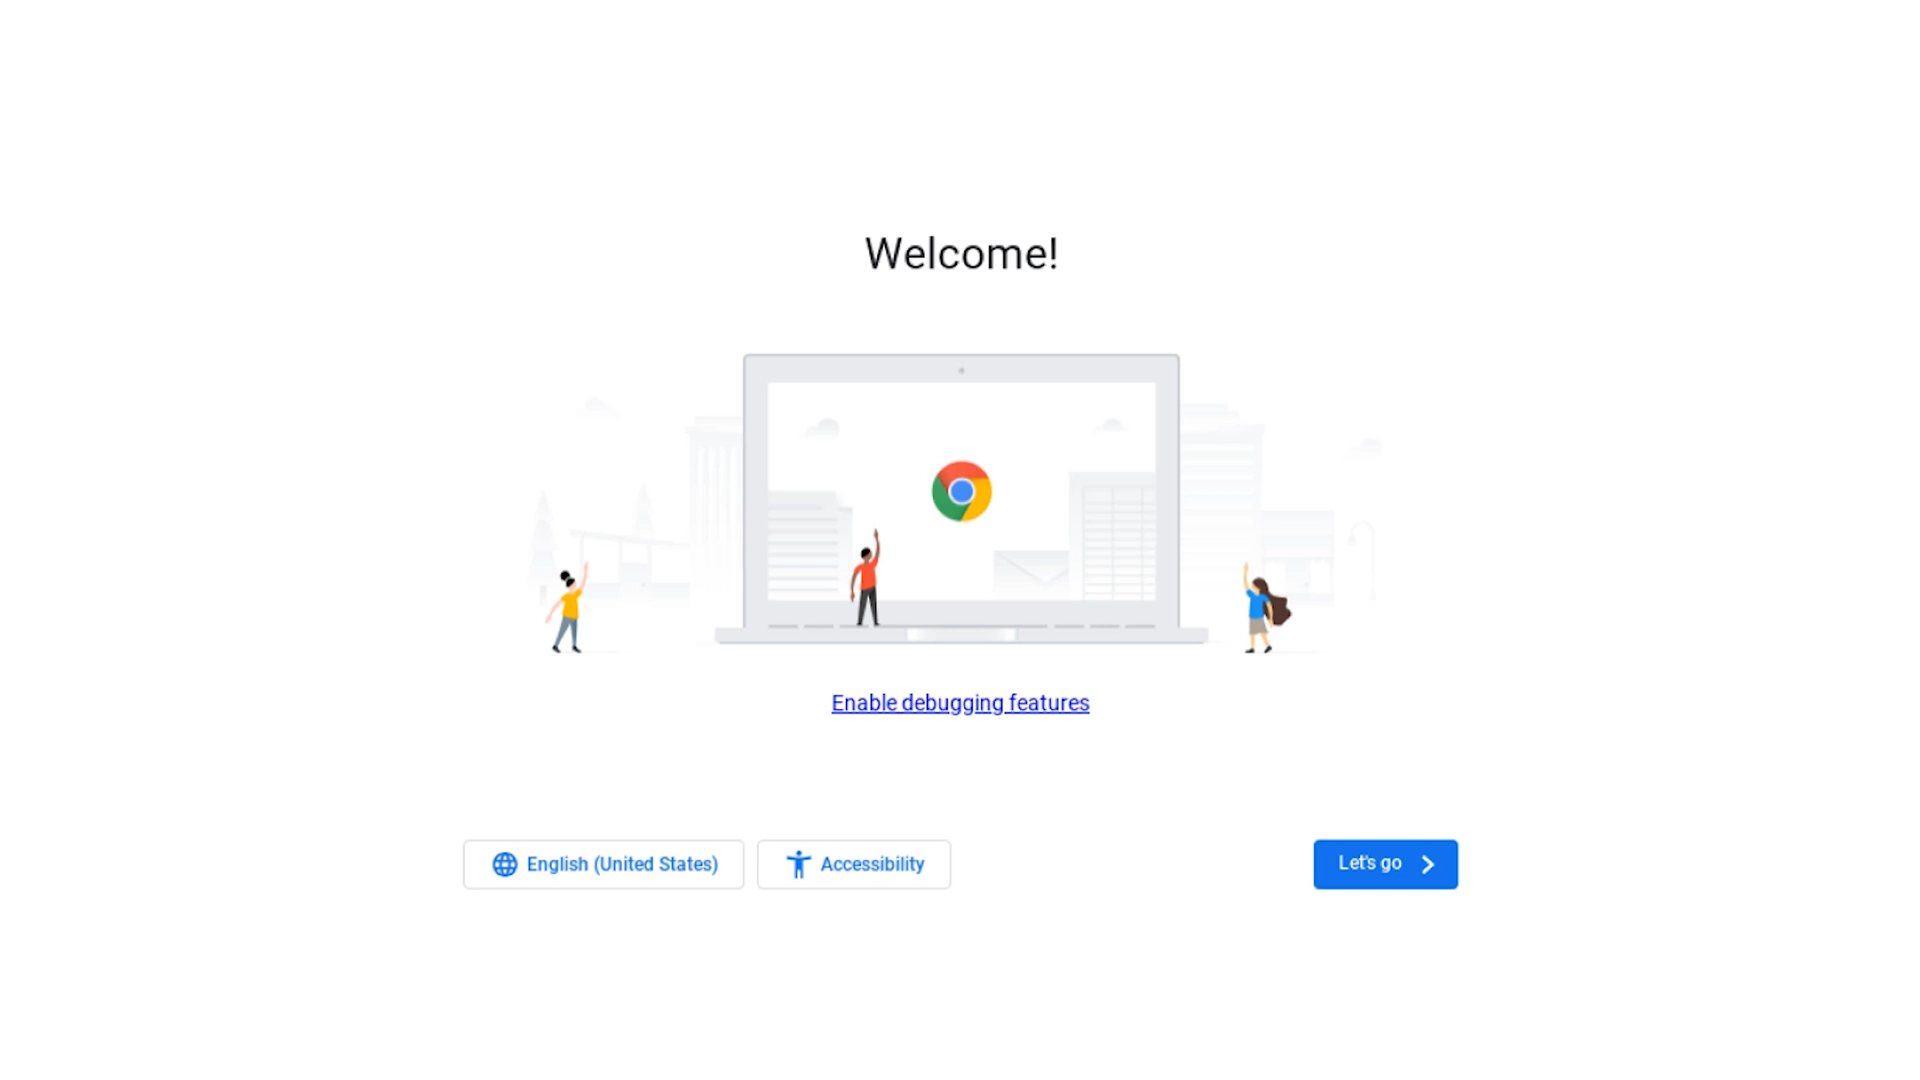 Welcome!
Enable debugging features
English (United States)
Accessibility
Let's go